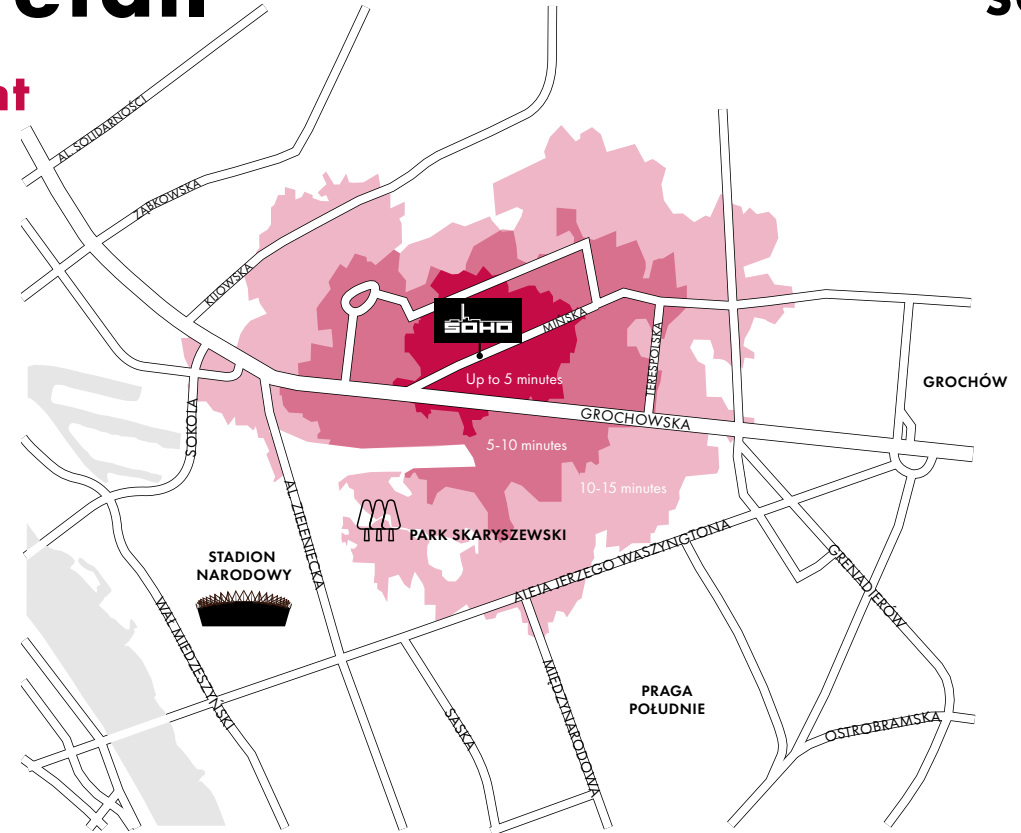 AL. SOLIDARNOŚCI
ZĄBKOWSKA
KIJOWSKA
SOHO
MIŃSKA
TERESPOLSKA
Up to 5 minutes
GROCHÓW
SOKOLA
GROCHOWSKA
5-10 minutes
10-15 minutes
AL. ZIELENIECKA
PARK SKARYSZEWSKI
STADION
NARODOWY
ALEJA JERZEGO WASZYNGTONA
GRENADIERÓW
WAŁ MIEDZESZYŃSKI
MIĘDZYNARODOWA
PRAGA
POŁUDNIE
SASKA
OSTROBRAMSKA